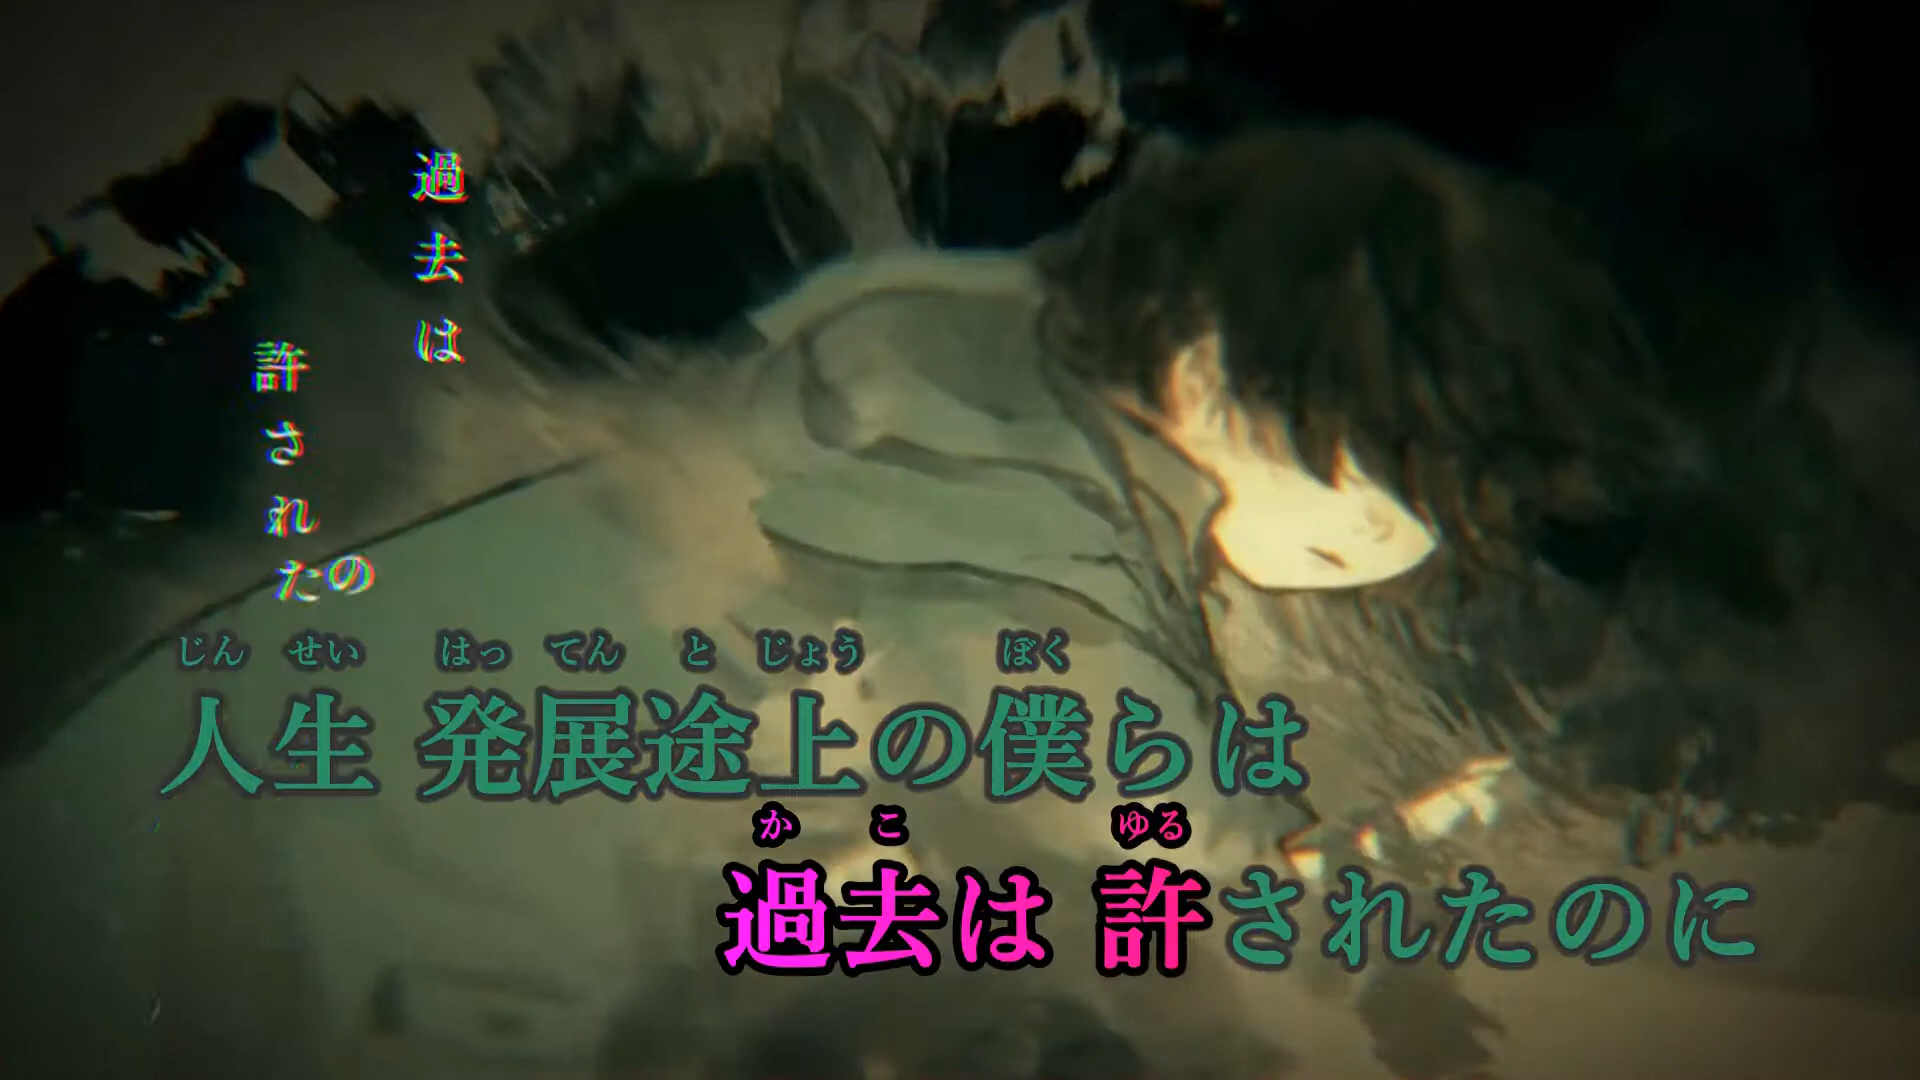 過去は
許されたの
じん せい はっ てん と じょう ぼく
人生 発展途上の僕らは
か こ ゆる
過去は 許されたのに